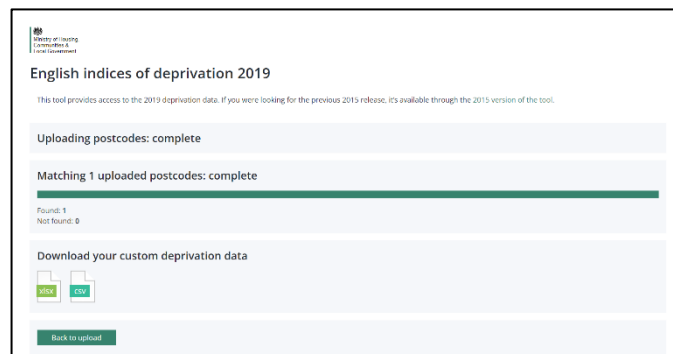 Ministry of Housing
Communities &
Local Government
English indices of deprivation 2019
This tool provides access to the 2019 deprivation data. If you were looking for the previous 2015 release, it's available through the 2015 version of the tool.
Uploading postcodes: complete
Matching 1 uploaded postcodes: complete
Found: 1
Not found: 0
Download your custom deprivation data
xlsx csv
Back to upload